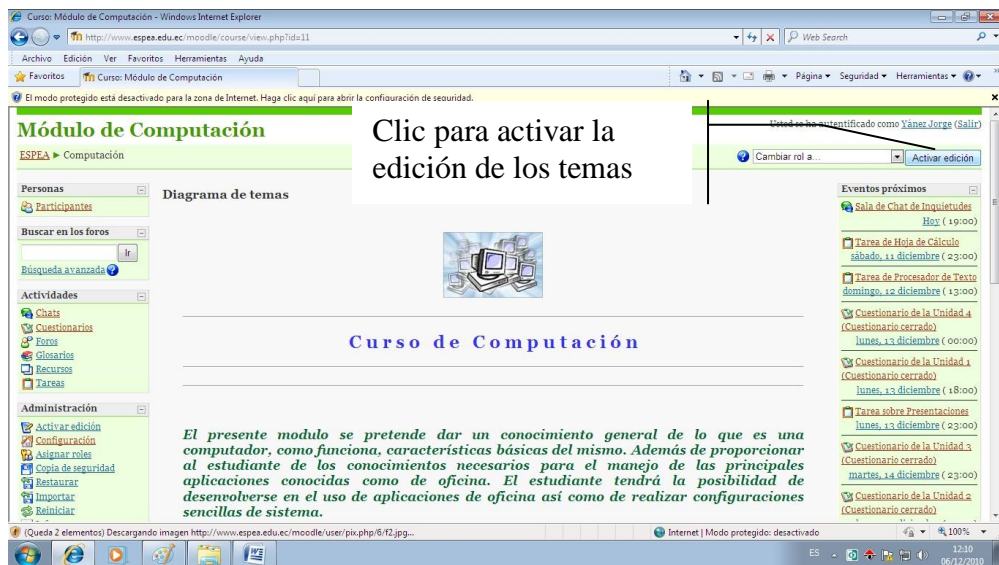 Curso: Módulo de Computación - Windows Internet Explorer
http://www.espea.edu.ec/moodle/course/view.php?id=11
Web Search
Archivo Edición Ver Favoritos Herramientas Ayuda
Favoritos Curso: Módulo de Computación
Página Seguridad Herramientas
El modo protegido está desactivado para la zona de Internet. Haga clic aquí para abrir la configuración de seguridad.
Módulo de Computación
Usted se ha autentificado como Yánez Jorge (Salir)
Clic para activar la
edición de los temas
ESPEA ► Computación
Cambiar rol a...
Activar edición
Personas
Participantes
Buscar en los foros
Ir
Búsqueda avanzada
Actividades
Chats
Cuestionarios
Foros
Glosarios
Recursos
Tareas
Administración
Activar edición
Configuración
Asignar roles
Copia de seguridad
Restaurar
Importar
Reiniciar
Diagrama de temas
Curso de Computación
El presente modulo se pretende dar un conocimiento general de lo que es una
computador, como funciona, características básicas del mismo. Además de proporcionar
al estudiante de los conocimientos necesarios para el manejo de las principales
aplicaciones conocidas como de oficina. El estudiante tendrá la posibilidad de
desenvolverse en el uso de aplicaciones de oficina así como de realizar configuraciones
sencillas de sistema.
Eventos próximos
Sala de Chat de Inquietudes
Hoy ( 19:00)
Tarea de Hoja de Cálculo
sábado, 11 diciembre ( 23:00)
Tarea de Procesador de Texto
domingo, 12 diciembre ( 13:00)
Cuestionario de la Unidad 4
(Cuestionario cerrado)
lunes, 13 diciembre ( 00:00)
Cuestionario de la Unidad 1
(Cuestionario cerrado)
lunes, 13 diciembre ( 18:00)
Tarea sobre Presentaciones
lunes, 13 diciembre ( 23:00)
Cuestionario de la Unidad 3
(Cuestionario cerrado)
martes, 14 diciembre ( 23:00)
Cuestionario de la Unidad 2
(Cuestionario cerrado)
(Queda 2 elementos) Descargando imagen http://www.espea.edu.ec/moodle/user/pix.php/6/f2.jpg...
Internet | Modo protegido: desactivado
100%
ES
12:10
06/12/2010